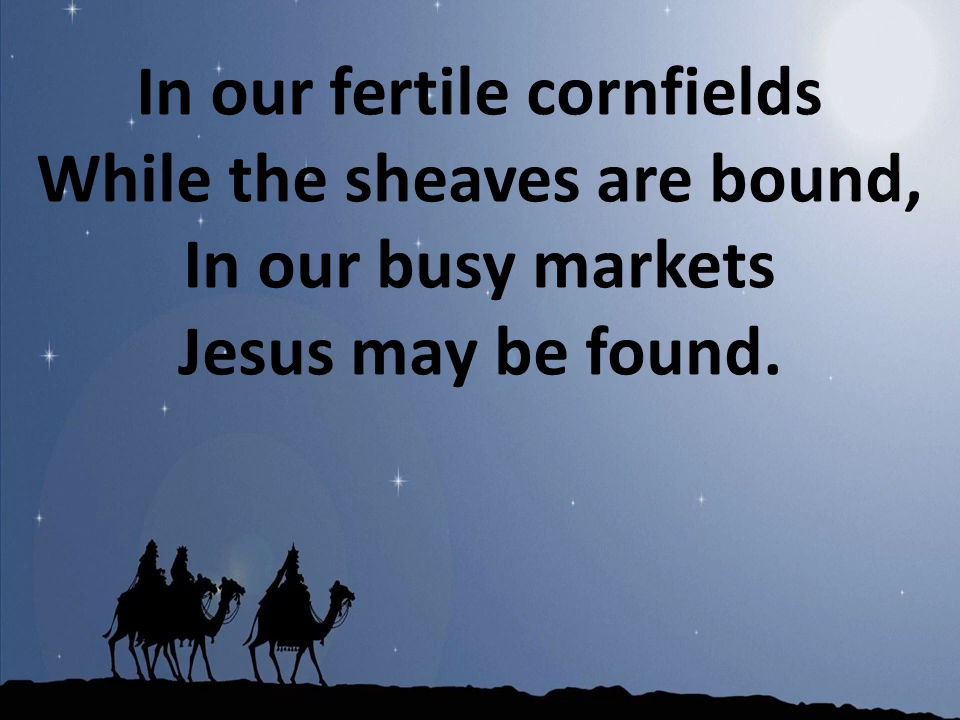 In our fertile cornfields
While the sheaves are bound,
In our busy markets
Jesus may be found.